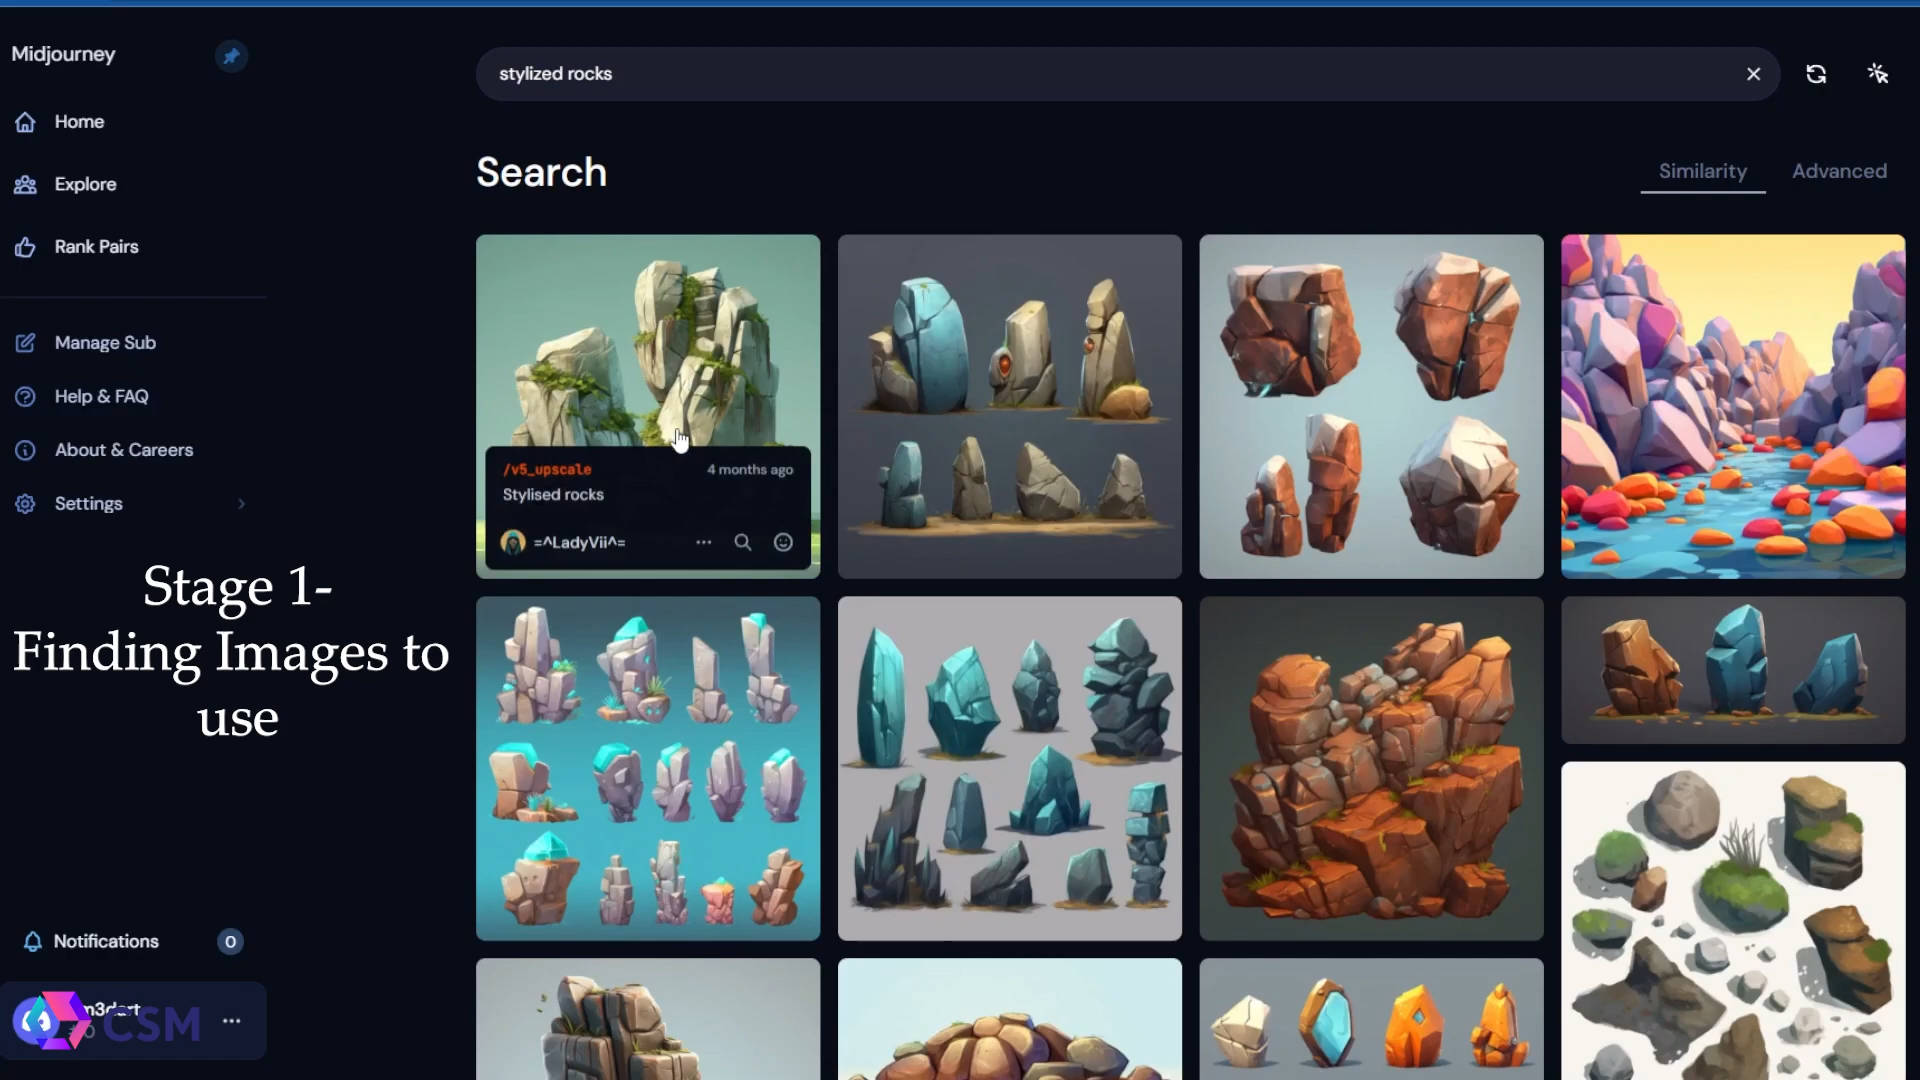 Midjourney
Home
Explore
Rank Pairs
Manage Sub
Help & FAQ
About & Careers
Settings
Stage 1-
Finding Images to
use
Notifications 0
CSM
stylized rocks
Search
Similarity Advanced
/v5_upscale 4 months ago
Stylised rocks
=^LadyVii^=